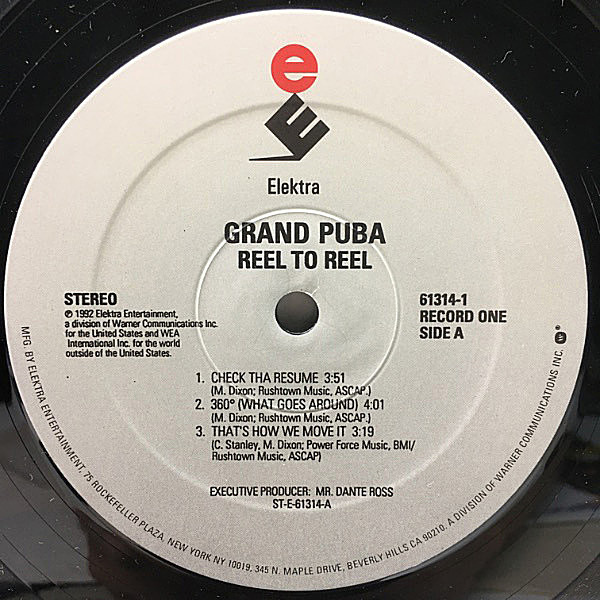 e
E
Elektra
GRAND PUBA
REEL TO REEL
STEREO
℗ 1992 Elektra Entertainment,
a division of Warner Communications Inc.
for the United States and WEA
International Inc. for the world
outside of the United States.
61314-1
RECORD ONE
SIDE A
1. CHECK THA RESUME 3:51
(M. Dixon; Rushtown Music, ASCAP.)
2. 360° (WHAT GOES AROUND) 4:01
(M. Dixon; Rushtown Music, ASCAP.)
3. THAT'S HOW WE MOVE IT 3:19
(C. Stanley, M. Dixon; Power Force Music, BMI/
Rushtown Music, ASCAP)
EXECUTIVE PRODUCER: MR. DANTE ROSS
ST-E-61314-A
MFG. BY ELEKTRA ENTERTAINMENT, 75 ROCKEFELLER PLAZA, NEW YORK NY 10019, 345 N. MAPLE DRIVE, BEVERLY HILLS CA 90210, A DIVISION OF WARNER COMMUNICATIONS INC. ®